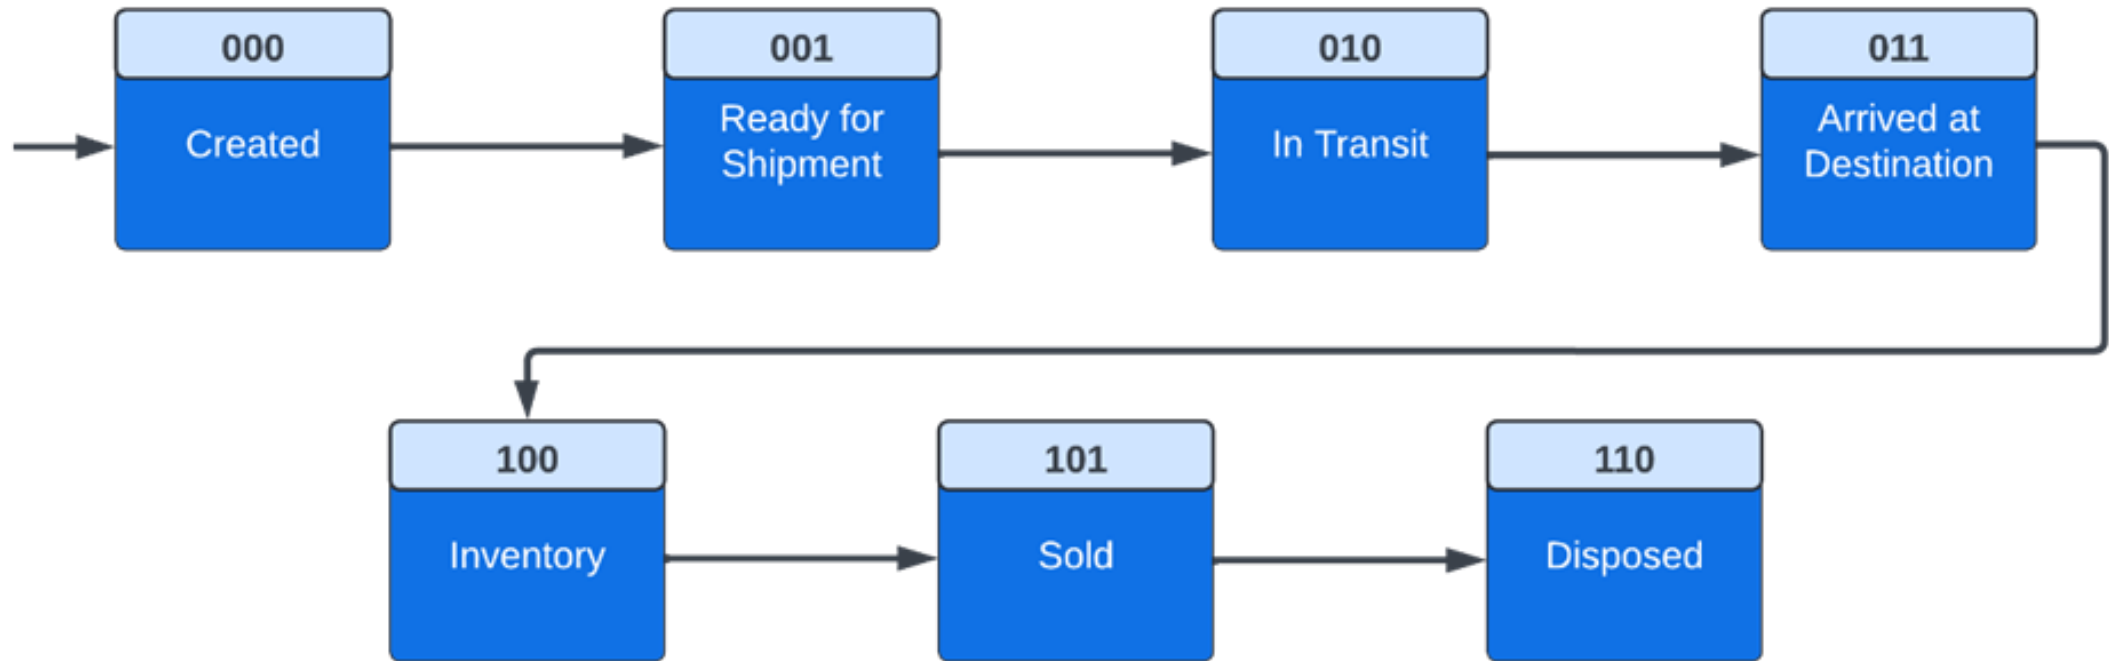 000
Created
001
Ready for
Shipment
010
In Transit
011
Arrived at
Destination
100
Inventory
101
Sold
110
Disposed